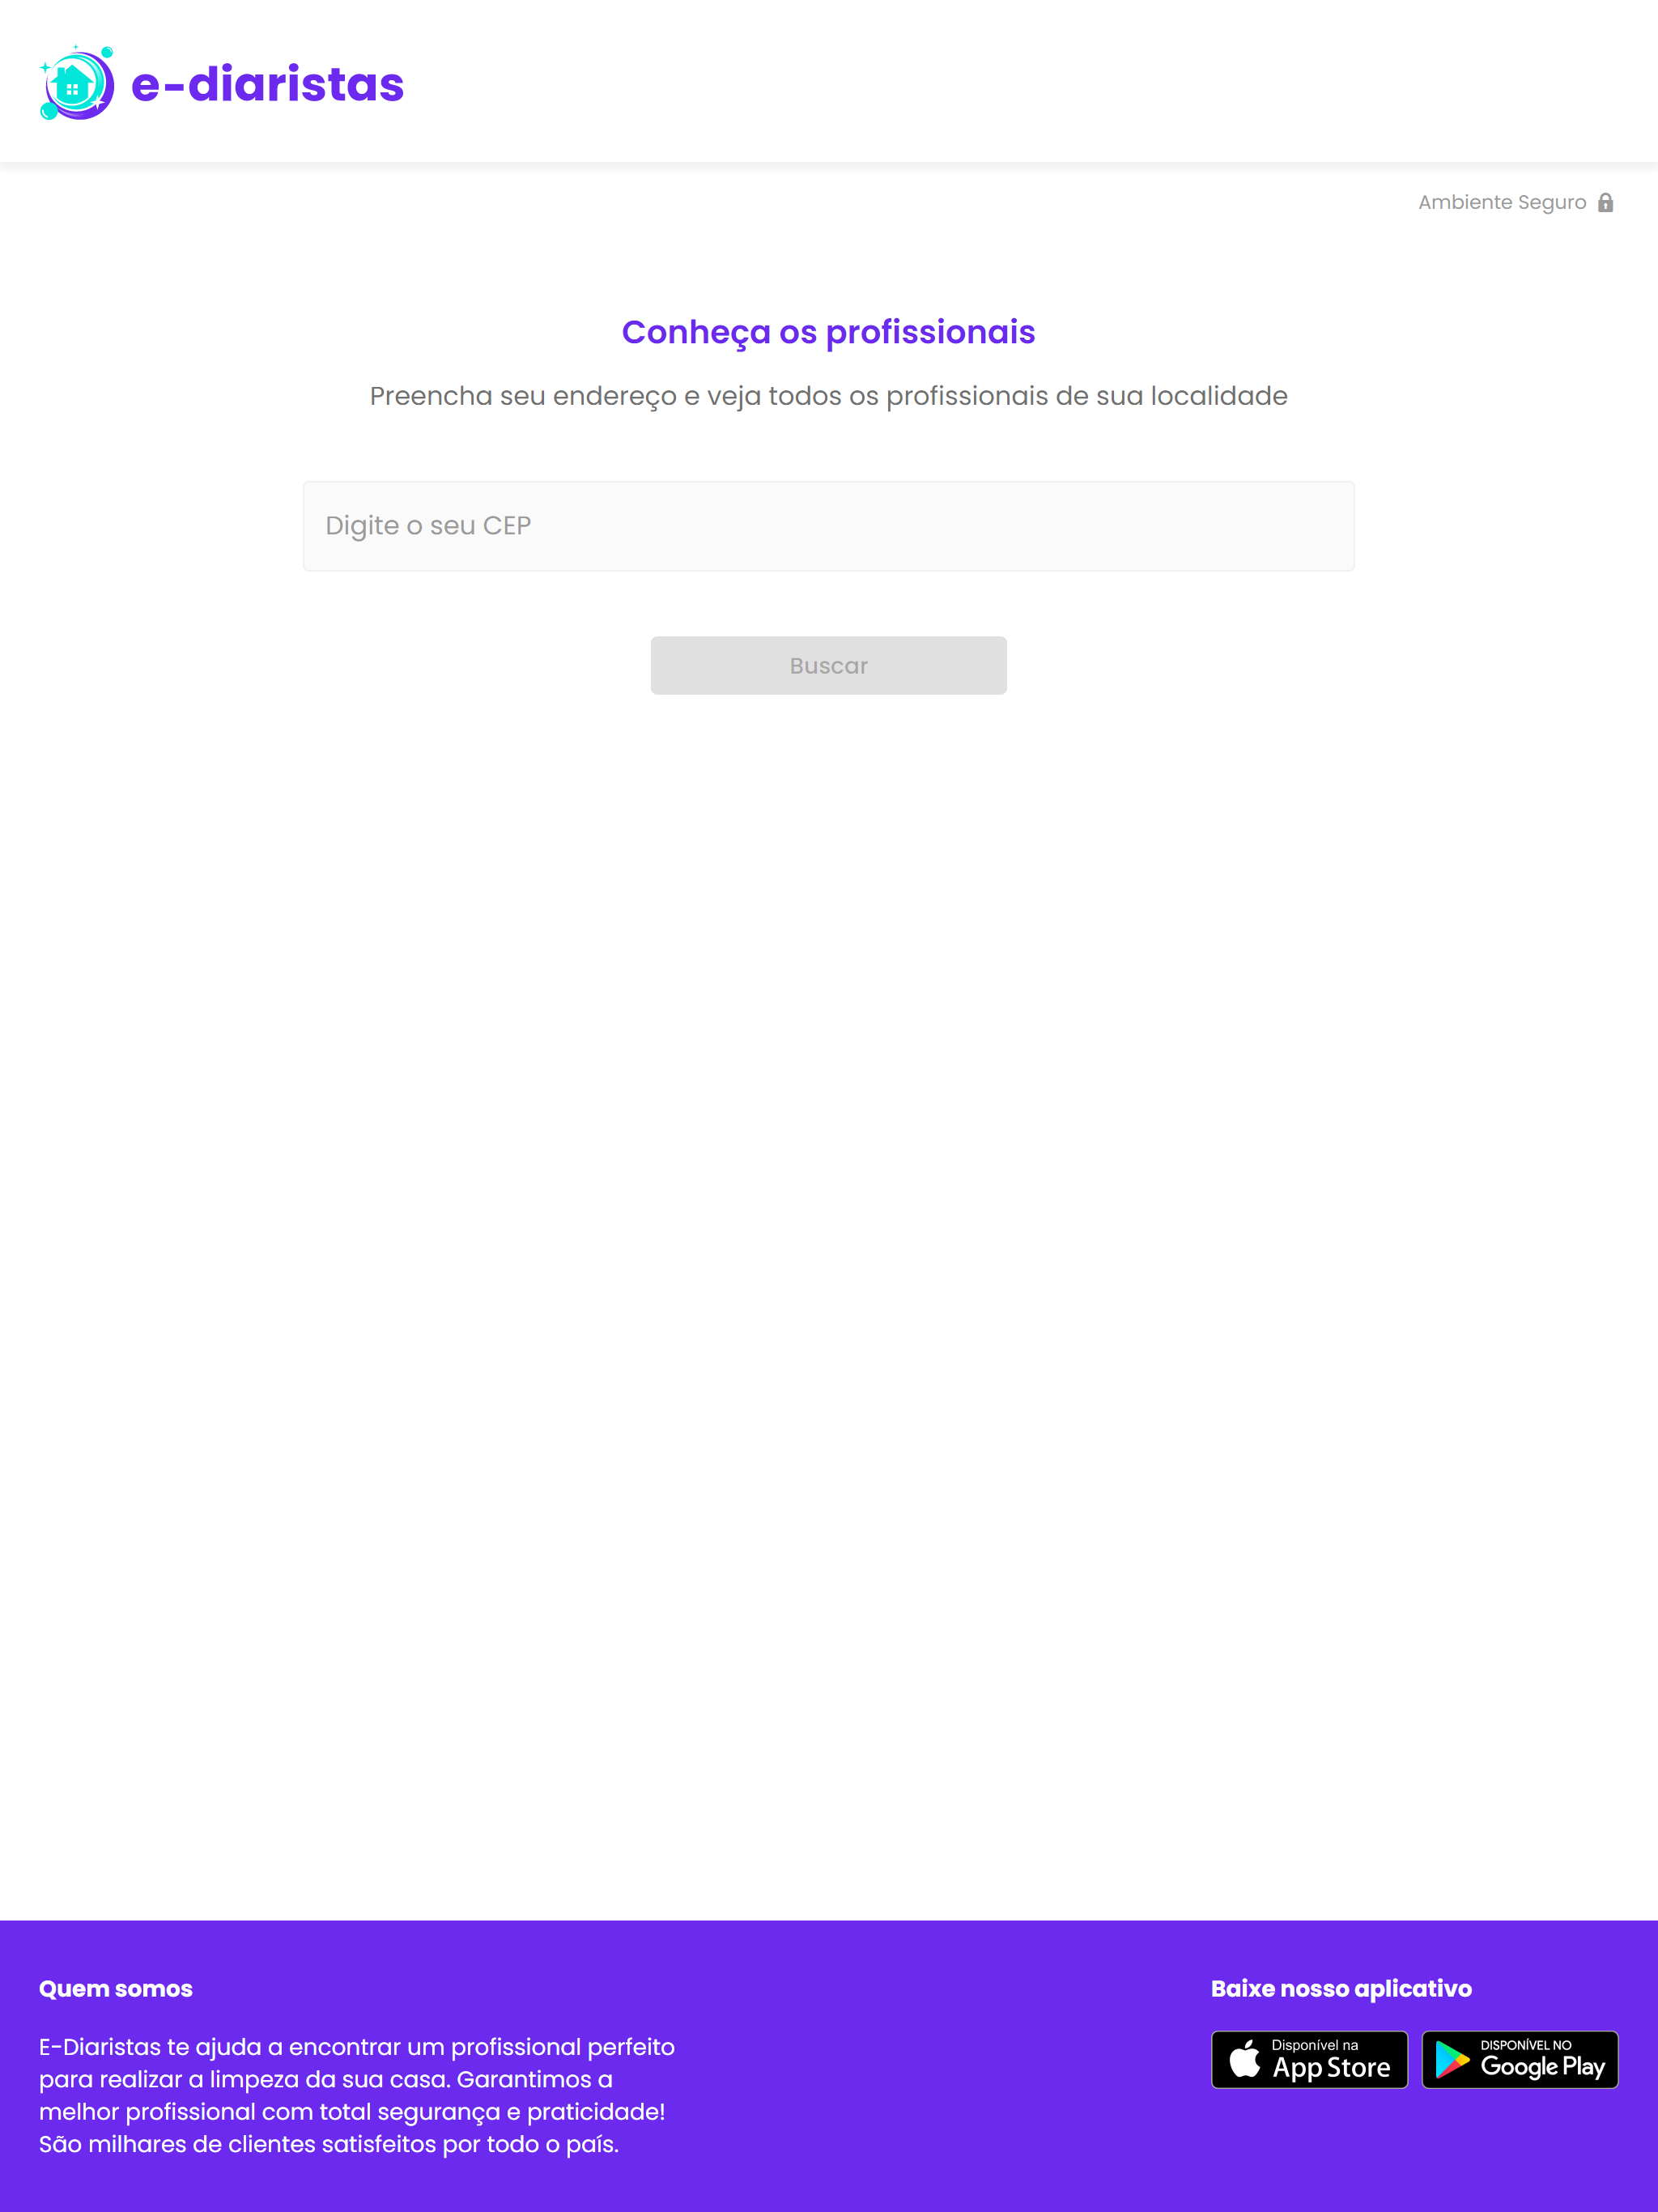 e-diaristas
Ambiente Seguro
Conheça os profissionais
Preencha seu endereço e veja todos os profissionais de sua localidade
Digite o seu CEP
Buscar
Quem somos
E-Diaristas te ajuda a encontrar um profissional perfeito
para realizar a limpeza da sua casa. Garantimos a
melhor profissional com total segurança e praticidade!
São milhares de clientes satisfeitos por todo o país.
Baixe nosso aplicativo
Disponível na
App Store
DISPONÍVEL NO
Google Play